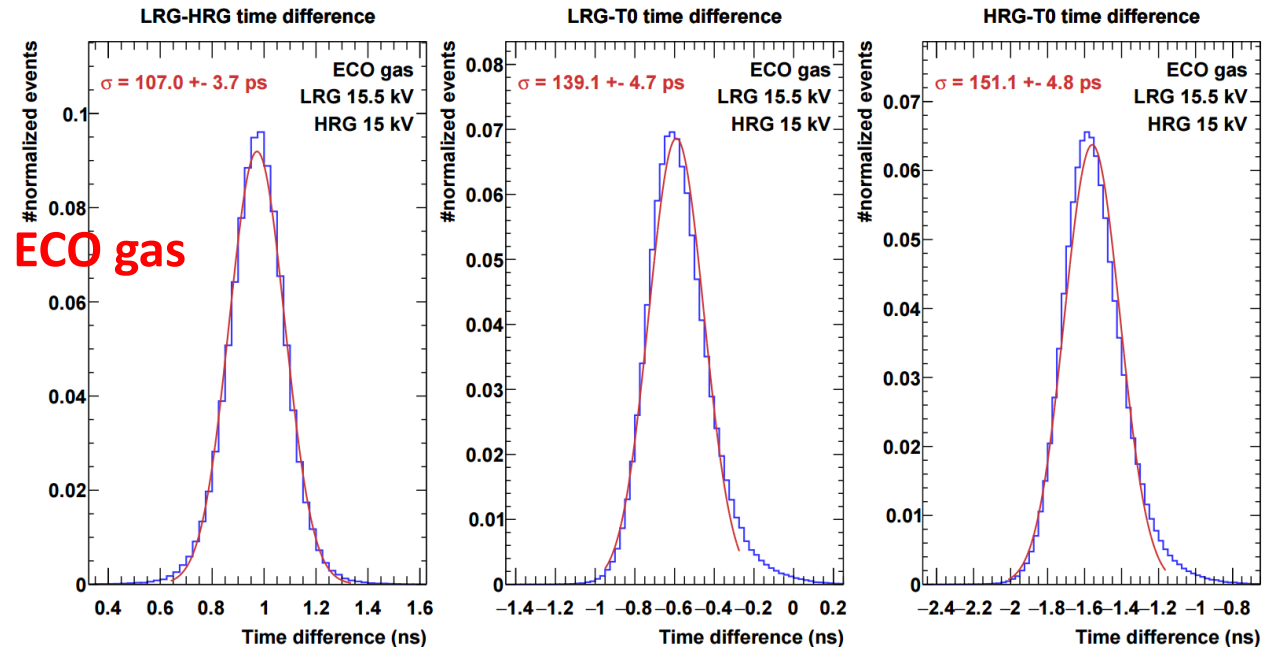 LRG-HRG time difference
#normalized events
σ = 107.0 +- 3.7 ps
ECO gas
LRG 15.5 kV
HRG 15 kV
0.1
0.08
0.06
0.04
0.02
0
0.4 0.6 0.8 1 1.2 1.4 1.6
Time difference (ns)
ECO gas
LRG-T0 time difference
#normalized events
σ = 139.1 +- 4.7 ps
ECO gas
LRG 15.5 kV
HRG 15 kV
0.08
0.07
0.06
0.05
0.04
0.03
0.02
0.01
0
−1.4 −1.2 −1 −0.8 −0.6 −0.4 −0.2 0 0.2
Time difference (ns)
HRG-T0 time difference
#normalized events
σ = 151.1 +- 4.8 ps
ECO gas
LRG 15.5 kV
HRG 15 kV
0.07
0.06
0.05
0.04
0.03
0.02
0.01
0
−2.4 −2.2 −2 −1.8 −1.6 −1.4 −1.2 −1 −0.8
Time difference (ns)